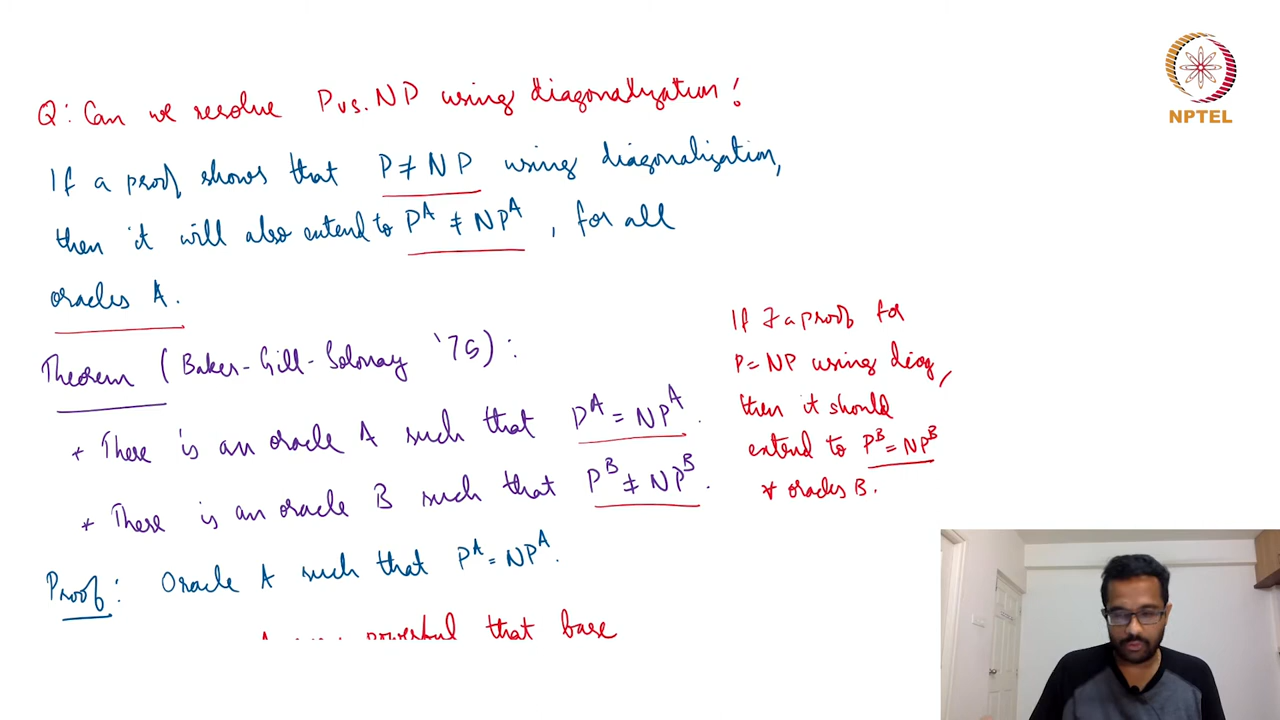 NPTEL
Q: Can we resolve P vs. NP using diagonalization?
If a proof shows that P ≠ NP using diagonalization,
then it will also extend to P^A ≠ NP^A, for all
oracles A.
Theorem (Baker-Gill-Solovay '75):
* There is an oracle A such that P^A = NP^A.
* There is an oracle B such that P^B ≠ NP^B.
If ∃ a proof for
P = NP using diag,
then it should
extend to P^B = NP^B
∀ oracles B.
Proof: Oracle A such that P^A = NP^A.
powerful that base